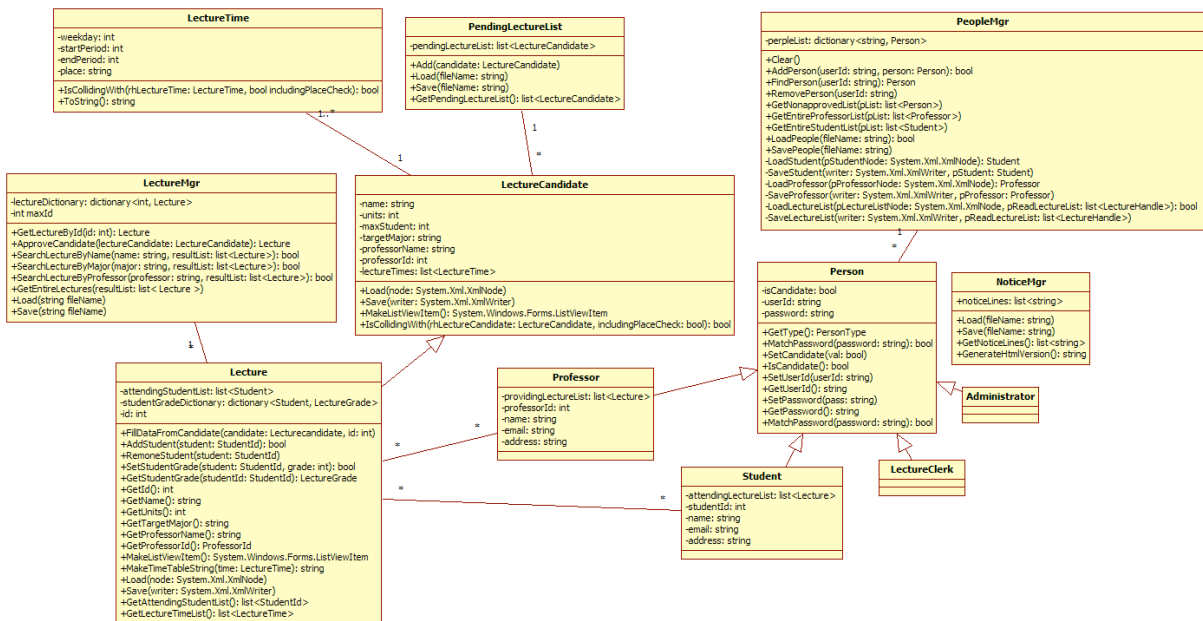 LectureTime
-weekday: int
-startPeriod: int
-endPeriod: int
-place: string
+IsCollidingWith(rhLectureTime: LectureTime, bool includingPlaceCheck): bool
+ToString(): string
PendingLectureList
-pendingLectureList: list<LectureCandidate>
+Add(candidate: LectureCandidate)
+Load(fileName: string)
+Save(fileName: string)
+GetPendingLectureList(): list<LectureCandidate>
PeopleMgr
-perpleList: dictionary<string, Person>
+Clear()
+AddPerson(userId: string, person: Person): bool
+FindPerson(userId: string): Person
+RemovePerson(userId: string)
+GetNonapprovedList(pList: list<Person>)
+GetEntireProfessorList(pList: list<Professor>)
+GetEntireStudentList(pList: list<Student>)
+LoadPeople(fileName: string): bool
+SavePeople(fileName: string)
-LoadStudent(pStudentNode: System.Xml.XmlNode): Student
-SaveStudent(writer: System.Xml.XmlWriter, pStudent: Student)
-LoadProfessor(pProfessorNode: System.Xml.XmlNode): Professor
-SaveProfessor(writer: System.Xml.XmlWriter, pProfessor: Professor)
-LoadLectureList(pLectureListNode: System.Xml.XmlNode, pReadLectureList: list<LectureHandle>): bool
-SaveLectureList(writer: System.Xml.XmlWriter, pReadLectureList: list<LectureHandle>)
1..*
1
1
*
1
*
LectureMgr
-lectureDictionary: dictionary<int, Lecture>
-int maxId
+GetLectureById(id: int): Lecture
+ApproveCandidate(lectureCandidate: LectureCandidate): Lecture
+SearchLectureByName(name: string, resultList: list<Lecture>): bool
+SearchLectureByMajor(major: string, resultList: list<Lecture>): bool
+SearchLectureByProfessor(professor: string, resultList: list<Lecture>): bool
+GetEntireLectures(resultList: list< Lecture >)
+Load(string fileName)
+Save(string fileName)
LectureCandidate
-name: string
-units: int
-maxStudent: int
-targetMajor: string
-professorName: string
-professorId: int
-lectureTimes: list<LectureTime>
+Load(node: System.Xml.XmlNode)
+Save(writer: System.Xml.XmlWriter)
+MakeListViewItem(): System.Windows.Forms.ListViewItem
+IsCollidingWith(rhLectureCandidate: LectureCandidate, includingPlaceCheck: bool): bool
Person
-isCandidate: bool
-userId: string
-password: string
+GetType(): PersonType
+MatchPassword(password: string): bool
+SetCandidate(val: bool)
+IsCandidate(): bool
+SetUserId(userId: string)
+GetUserId(): string
+SetPassword(pass: string)
+GetPassword(): string
+MatchPassword(password: string): bool
NoticeMgr
+noticeLines: list<string>
+Load(fileName: string)
+Save(fileName: string)
+GetNoticeLines(): list<string>
+GenerateHtmlVersion(): string
1
*
Lecture
-attendingStudentList: list<Student>
-studentGradeDictionary: dictionary<Student, LectureGrade>
-id: int
+FillDataFromCandidate(candidate: Lecturecandidate, id: int)
+AddStudent(student: StudentId): bool
+RemoneStudent(student: StudentId)
+SetStudentGrade(student: StudentId, grade: int): bool
+GetStudentGrade(studentId: StudentId): LectureGrade
+GetId(): int
+GetName(): string
+GetUnits(): int
+GetTargetMajor(): string
+GetProfessorName(): string
+GetProfessorId(): ProfessorId
+MakeListViewItem(): System.Windows.Forms.ListViewItem
+MakeTimeTableString(time: LectureTime): string
+Load(node: System.Xml.XmlNode)
+Save(writer: System.Xml.XmlWriter)
+GetAttendingStudentList(): list<StudentId>
+GetLectureTimeList(): list<LectureTime>
Professor
-providingLectureList: list<Lecture>
-professorId: int
-name: string
-email: string
-address: string
*
*
*
*
Administrator
LectureClerk
Student
-attendingLectureList: list<Lecture>
-studentId: int
-name: string
-email: string
-address: string